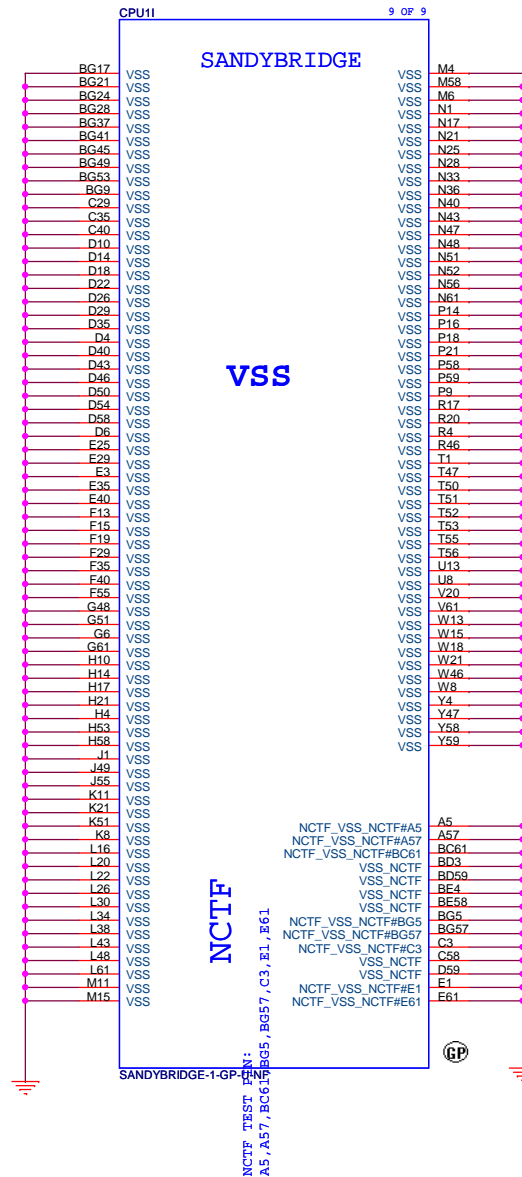 CPU1I
9 OF 9
SANDYBRIDGE
VSS
NCTF
BG17 VSS
BG21 VSS
BG24 VSS
BG28 VSS
BG37 VSS
BG41 VSS
BG45 VSS
BG49 VSS
BG53 VSS
BG9 VSS
C29 VSS
C35 VSS
C40 VSS
D10 VSS
D14 VSS
D18 VSS
D22 VSS
D26 VSS
D29 VSS
D35 VSS
D4 VSS
D40 VSS
D43 VSS
D46 VSS
D50 VSS
D54 VSS
D58 VSS
D6 VSS
E25 VSS
E29 VSS
E3 VSS
E35 VSS
E40 VSS
F13 VSS
F15 VSS
F19 VSS
F29 VSS
F35 VSS
F40 VSS
F55 VSS
G48 VSS
G51 VSS
G6 VSS
G61 VSS
H10 VSS
H14 VSS
H17 VSS
H21 VSS
H4 VSS
H53 VSS
H58 VSS
J1 VSS
J49 VSS
J55 VSS
K11 VSS
K21 VSS
K51 VSS
K8 VSS
L16 VSS
L20 VSS
L22 VSS
L26 VSS
L30 VSS
L34 VSS
L38 VSS
L43 VSS
L48 VSS
L61 VSS
M11 VSS
M15 VSS
VSS M4
VSS M58
VSS M6
VSS N1
VSS N17
VSS N21
VSS N25
VSS N28
VSS N33
VSS N36
VSS N40
VSS N43
VSS N47
VSS N48
VSS N51
VSS N52
VSS N56
VSS N61
VSS P14
VSS P16
VSS P18
VSS P21
VSS P58
VSS P59
VSS P9
VSS R17
VSS R20
VSS R4
VSS R46
VSS T1
VSS T47
VSS T50
VSS T51
VSS T52
VSS T53
VSS T55
VSS T56
VSS U13
VSS U8
VSS V20
VSS V61
VSS W13
VSS W15
VSS W18
VSS W21
VSS W46
VSS W8
VSS Y4
VSS Y47
VSS Y58
VSS Y59
NCTF_VSS_NCTF#A5 A5
NCTF_VSS_NCTF#A57 A57
NCTF_VSS_NCTF#BC61 BC61
VSS_NCTF BD3
VSS_NCTF BD59
VSS_NCTF BE4
VSS_NCTF BE58
NCTF_VSS_NCTF#BG5 BG5
NCTF_VSS_NCTF#BG57 BG57
NCTF_VSS_NCTF#C3 C3
VSS_NCTF C58
VSS_NCTF D59
NCTF_VSS_NCTF#E1 E1
NCTF_VSS_NCTF#E61 E61
GP
SANDYBRIDGE-1-GP-U-NF
NCTF TEST PIN:
A5,A57,BC61,BG5,BG57,C3,E1,E61